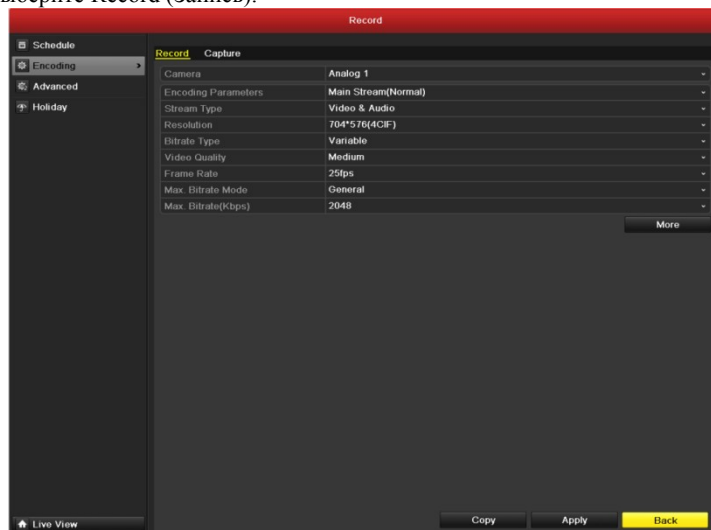 Record (Запись).
Record
Schedule
Encoding
Advanced
Holiday
Record Capture
Camera Analog 1
Encoding Parameters Main Stream(Normal)
Stream Type Video & Audio
Resolution 704*576(4CIF)
Bitrate Type Variable
Video Quality Medium
Frame Rate 25fps
Max. Bitrate Mode General
Max. Bitrate(Kbps) 2048
More
Live View
Copy Apply Back